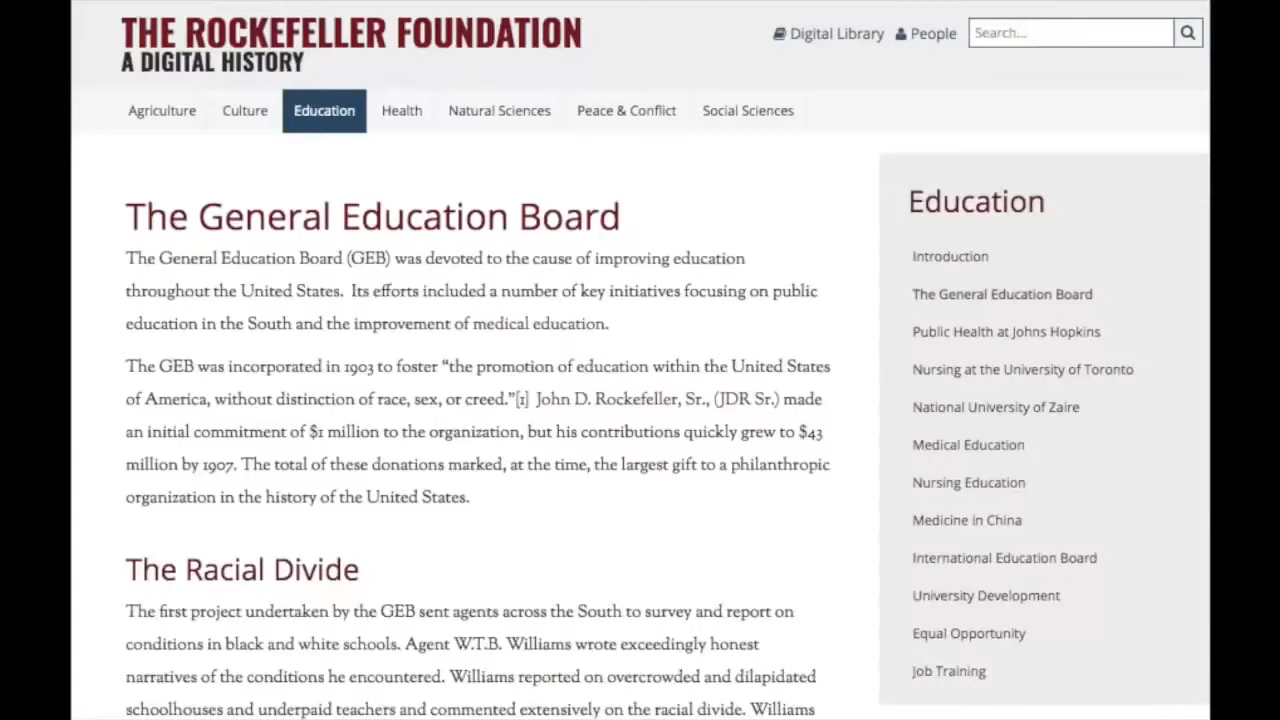 THE ROCKEFELLER FOUNDATION
A DIGITAL HISTORY
Digital Library People Search...
Agriculture Culture Education Health Natural Sciences Peace & Conflict Social Sciences
The General Education Board
The General Education Board (GEB) was devoted to the cause of improving education
throughout the United States. Its efforts included a number of key initiatives focusing on public
education in the South and the improvement of medical education.
The GEB was incorporated in 1903 to foster “the promotion of education within the United States
of America, without distinction of race, sex, or creed.”[1] John D. Rockefeller, Sr., (JDR Sr.) made
an initial commitment of $1 million to the organization, but his contributions quickly grew to $43
million by 1907. The total of these donations marked, at the time, the largest gift to a philanthropic
organization in the history of the United States.
The Racial Divide
The first project undertaken by the GEB sent agents across the South to survey and report on
conditions in black and white schools. Agent W.T.B. Williams wrote exceedingly honest
narratives of the conditions he encountered. Williams reported on overcrowded and dilapidated
schoolhouses and underpaid teachers and commented extensively on the racial divide. Williams
Education
Introduction
The General Education Board
Public Health at Johns Hopkins
Nursing at the University of Toronto
National University of Zaire
Medical Education
Nursing Education
Medicine in China
International Education Board
University Development
Equal Opportunity
Job Training